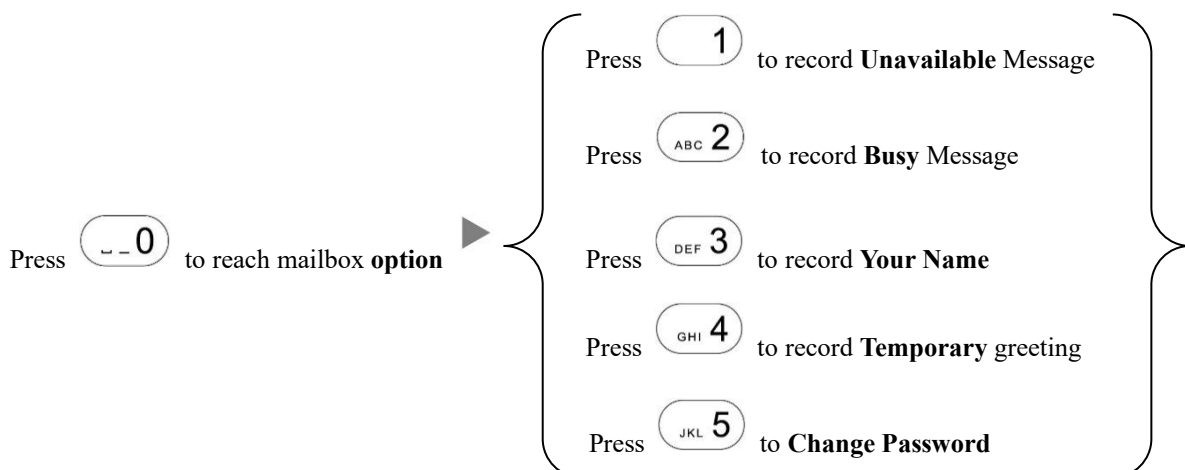 Press 1 to record Unavailable Message
Press ABC 2 to record Busy Message
Press ␣ _ 0 to reach mailbox option
Press DEF 3 to record Your Name
Press GHI 4 to record Temporary greeting
Press JKL 5 to Change Password